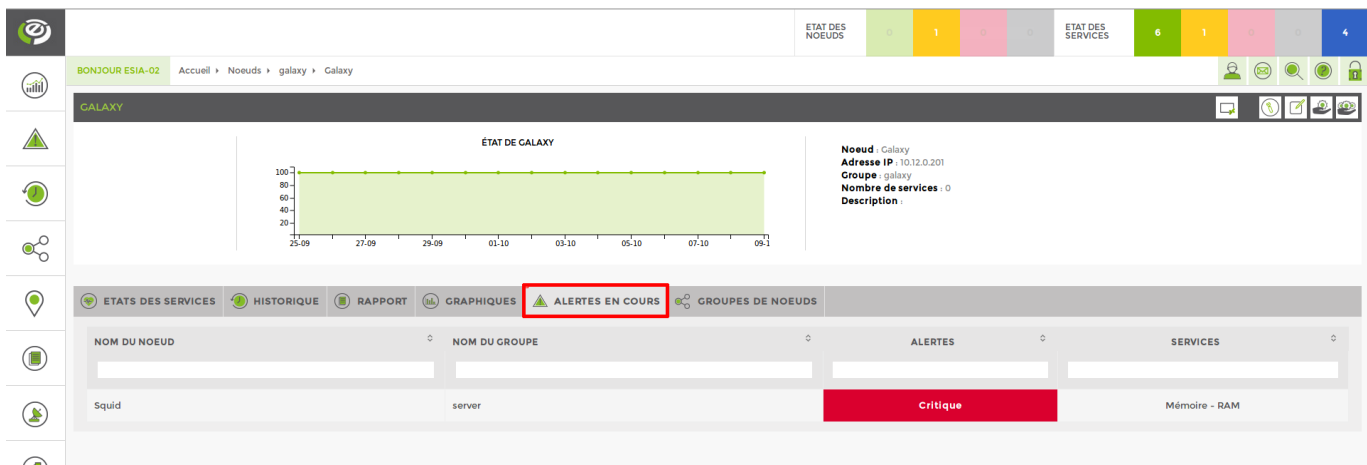 ETAT DES NOEUDS 0 1 0 0 ETAT DES SERVICES 6 1 0 0 4
BONJOUR ESIA-02 Accueil Noeuds galaxy Galaxy
GALAXY
ÉTAT DE GALAXY
100
80
60
40
20
25-09 27-09 29-09 01-10 03-10 05-10 07-10 09-1
Noeud : Galaxy
Adresse IP : 10.12.0.201
Groupe : galaxy
Nombre de services : 0
Description :
ETATS DES SERVICES HISTORIQUE RAPPORT GRAPHIQUES ALERTES EN COURS GROUPES DE NOEUDS
NOM DU NOEUD NOM DU GROUPE ALERTES SERVICES
Squid server Critique Mémoire - RAM